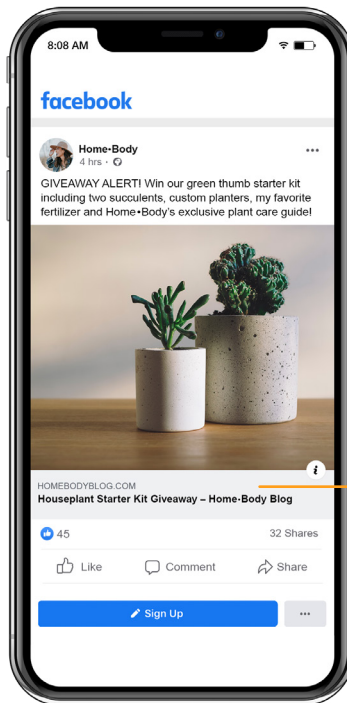 8:08 AM
facebook
Home•Body
4 hrs ·
GIVEAWAY ALERT! Win our green thumb starter kit
including two succulents, custom planters, my favorite
fertilizer and Home•Body's exclusive plant care guide!
i
HOMEBODYBLOG.COM
Houseplant Starter Kit Giveaway – Home-Body Blog
45
32 Shares
Like
Comment
Share
Sign Up